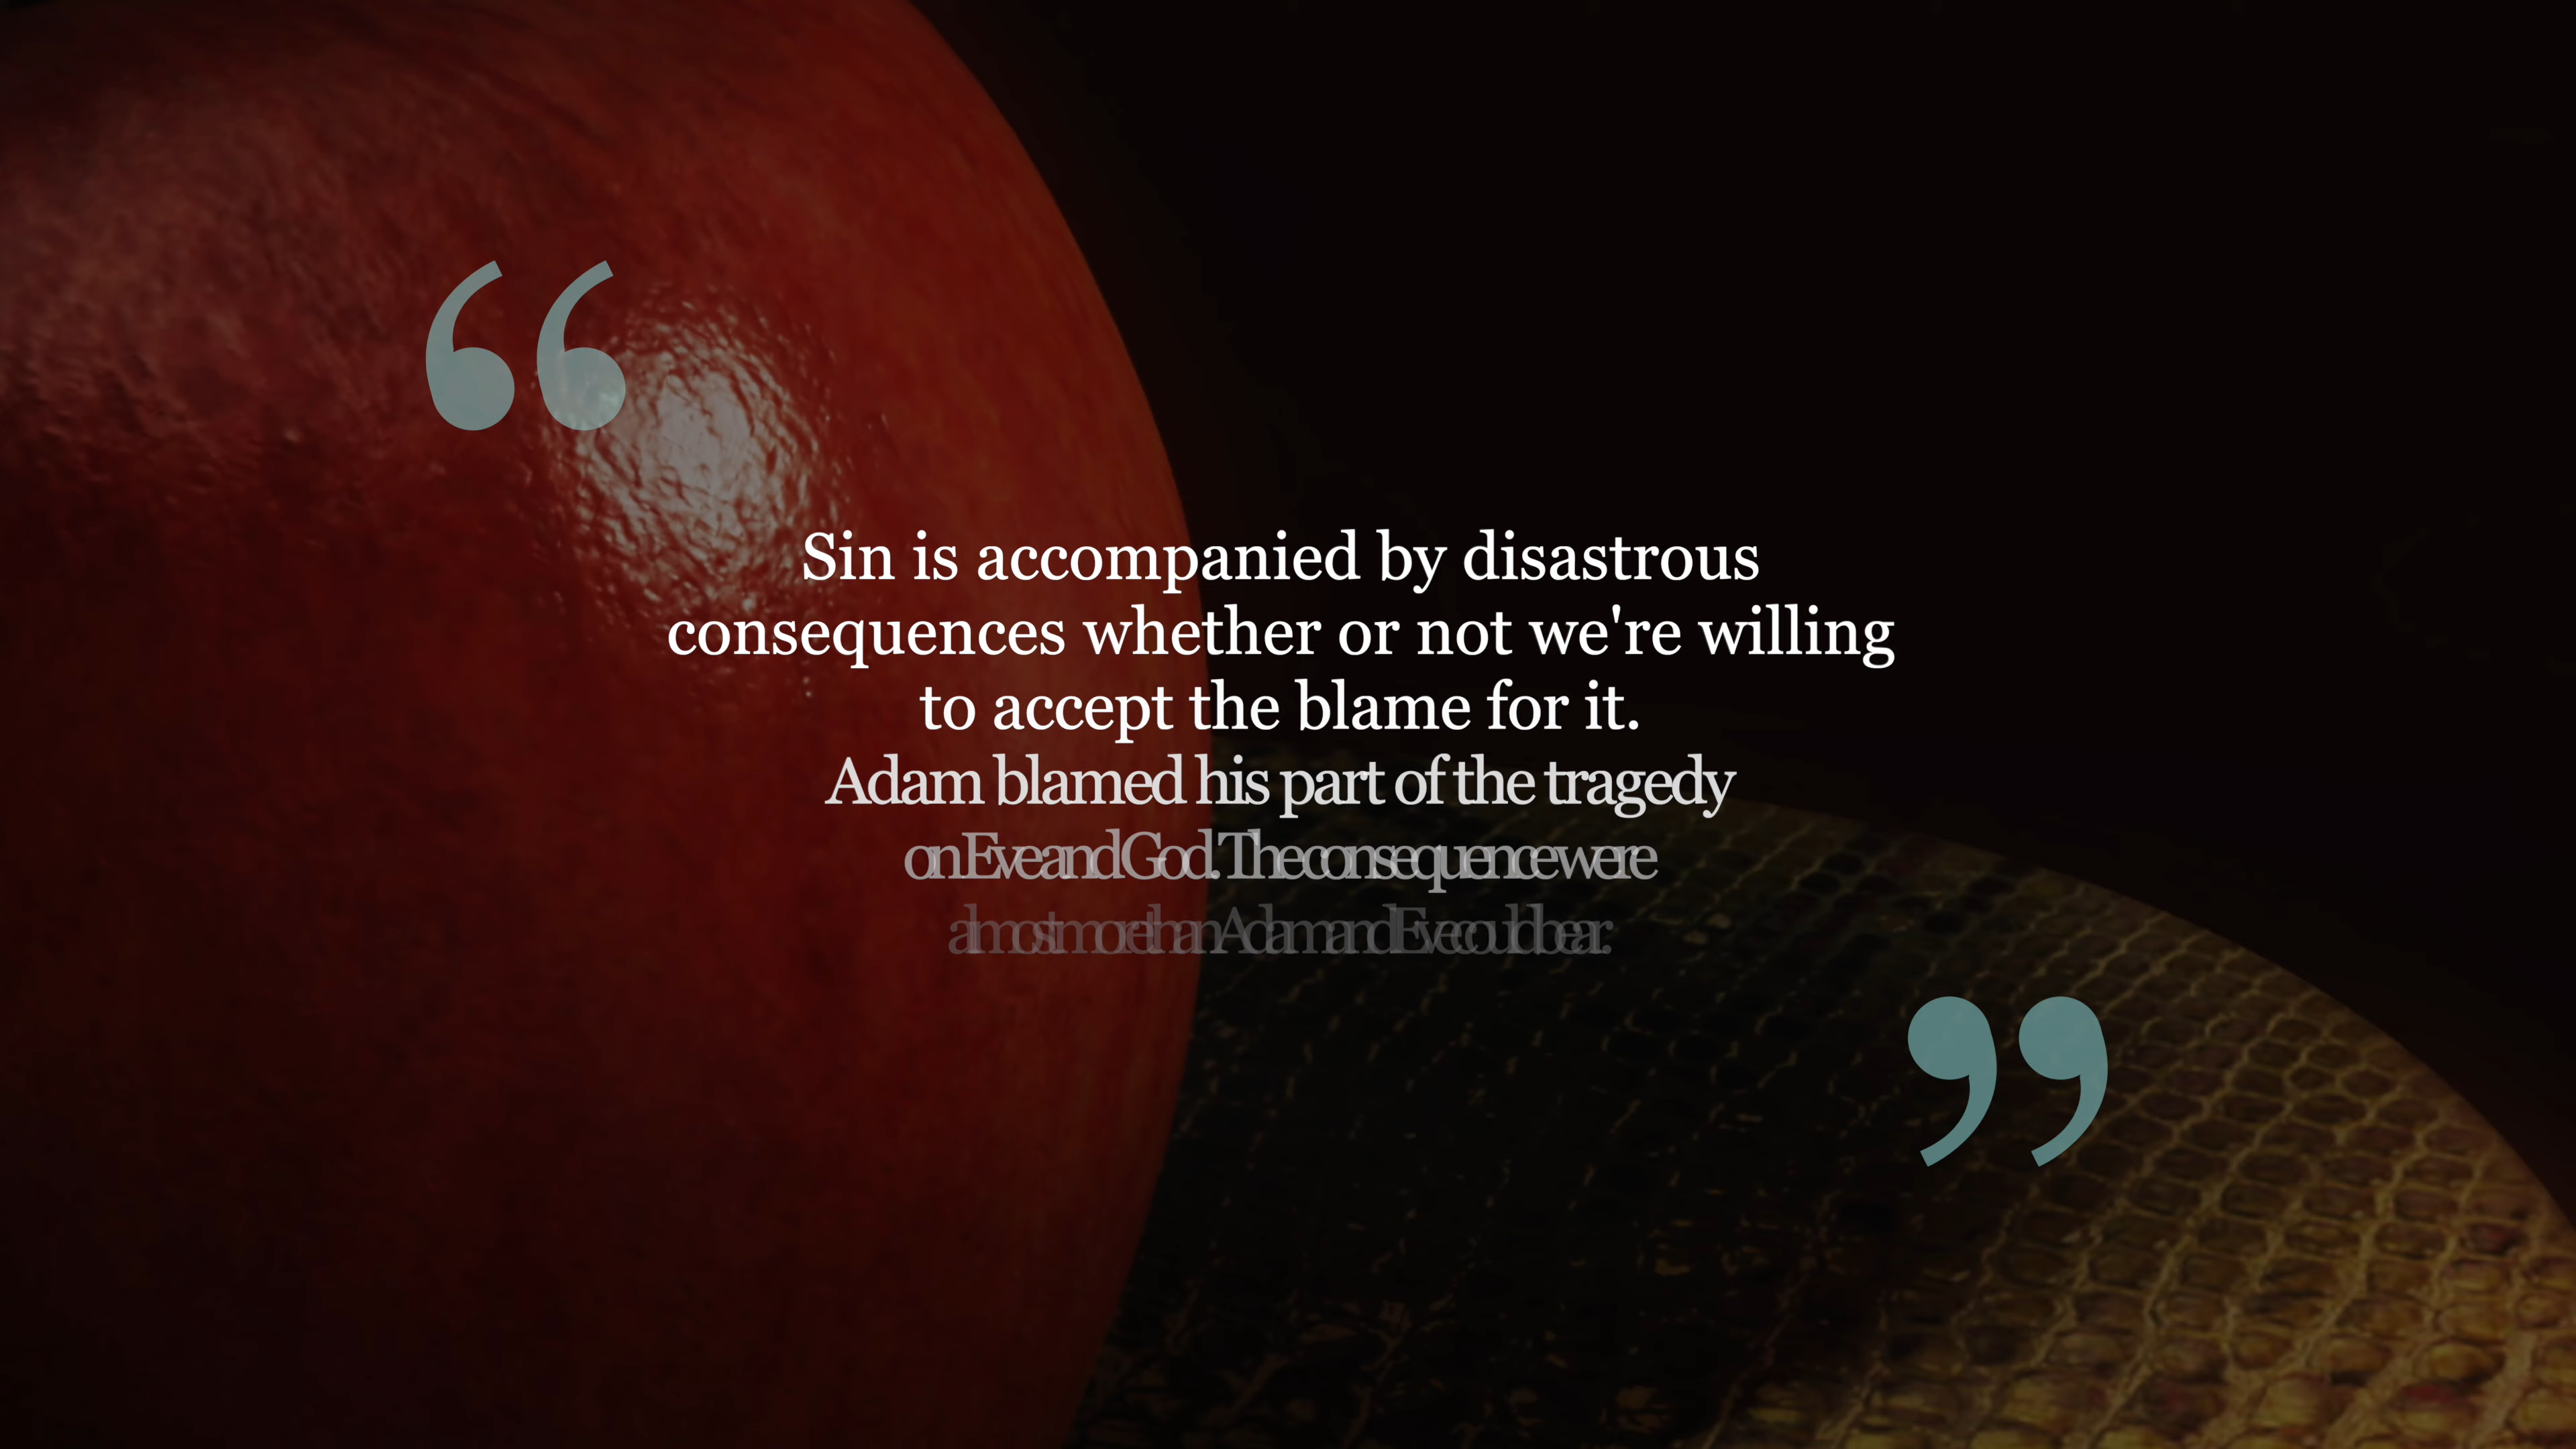 “
Sin is accompanied by disastrous
consequences whether or not we're willing
to accept the blame for it.
Adam blamed his part of the tragedy
on Eve and God. The consequence were
almost more than Adam and Eve could bear.
”